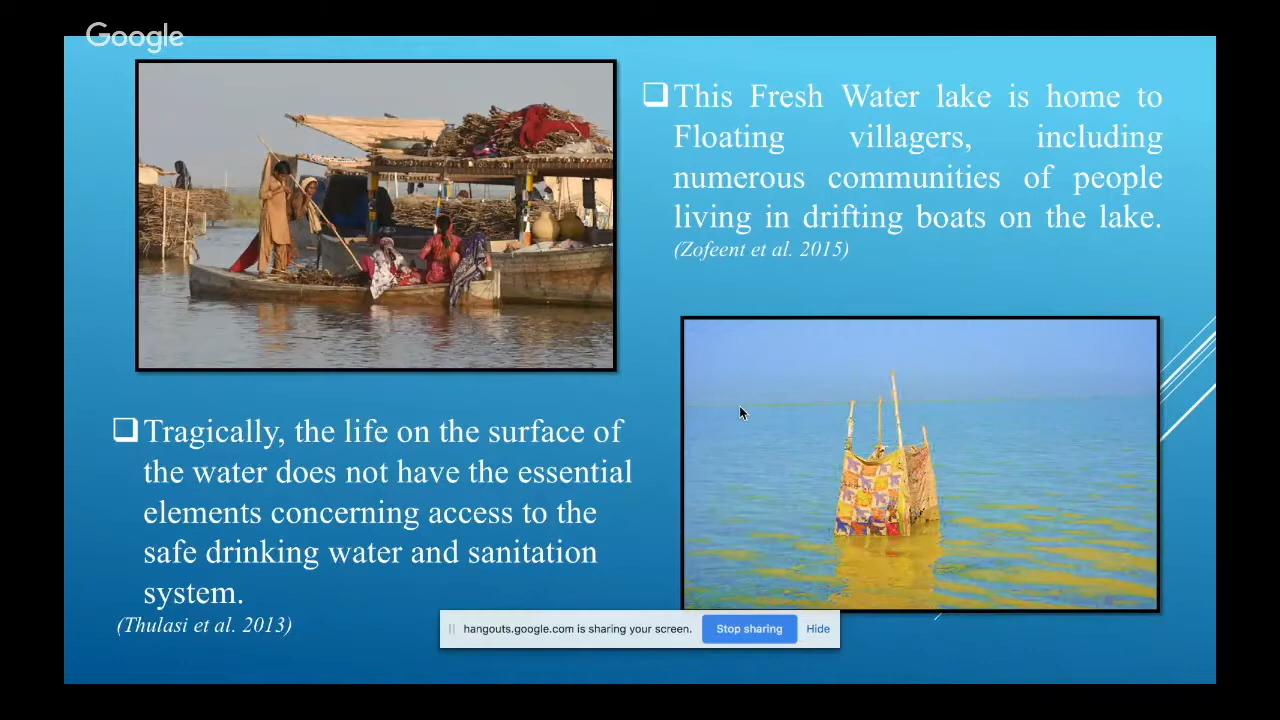 Google
This Fresh Water lake is home to
Floating villagers, including
numerous communities of people
living in drifting boats on the lake.
(Zofeent et al. 2015)
Tragically, the life on the surface of
the water does not have the essential
elements concerning access to the
safe drinking water and sanitation
system.
(Thulasi et al. 2013)
hangouts.google.com is sharing your screen. Stop sharing Hide